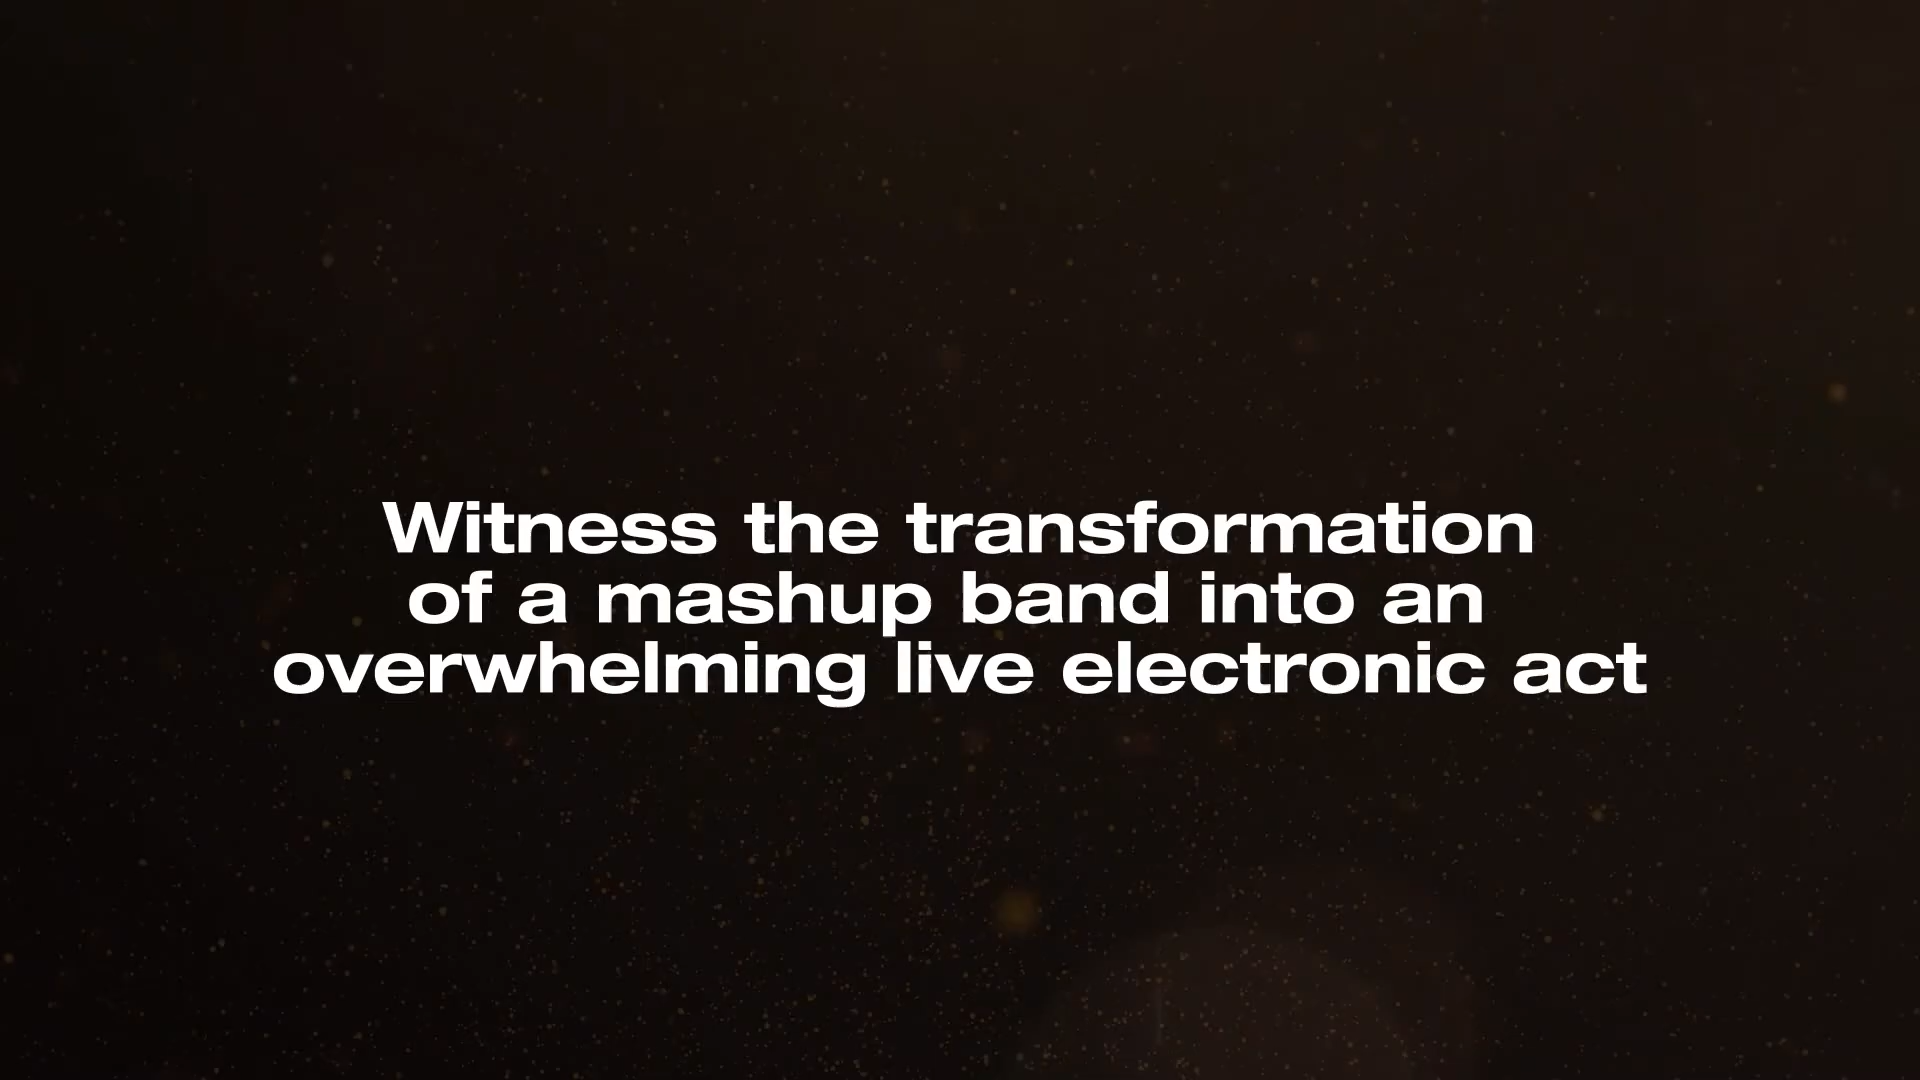 Witness the transformation
of a mashup band into an
overwhelming live electronic act